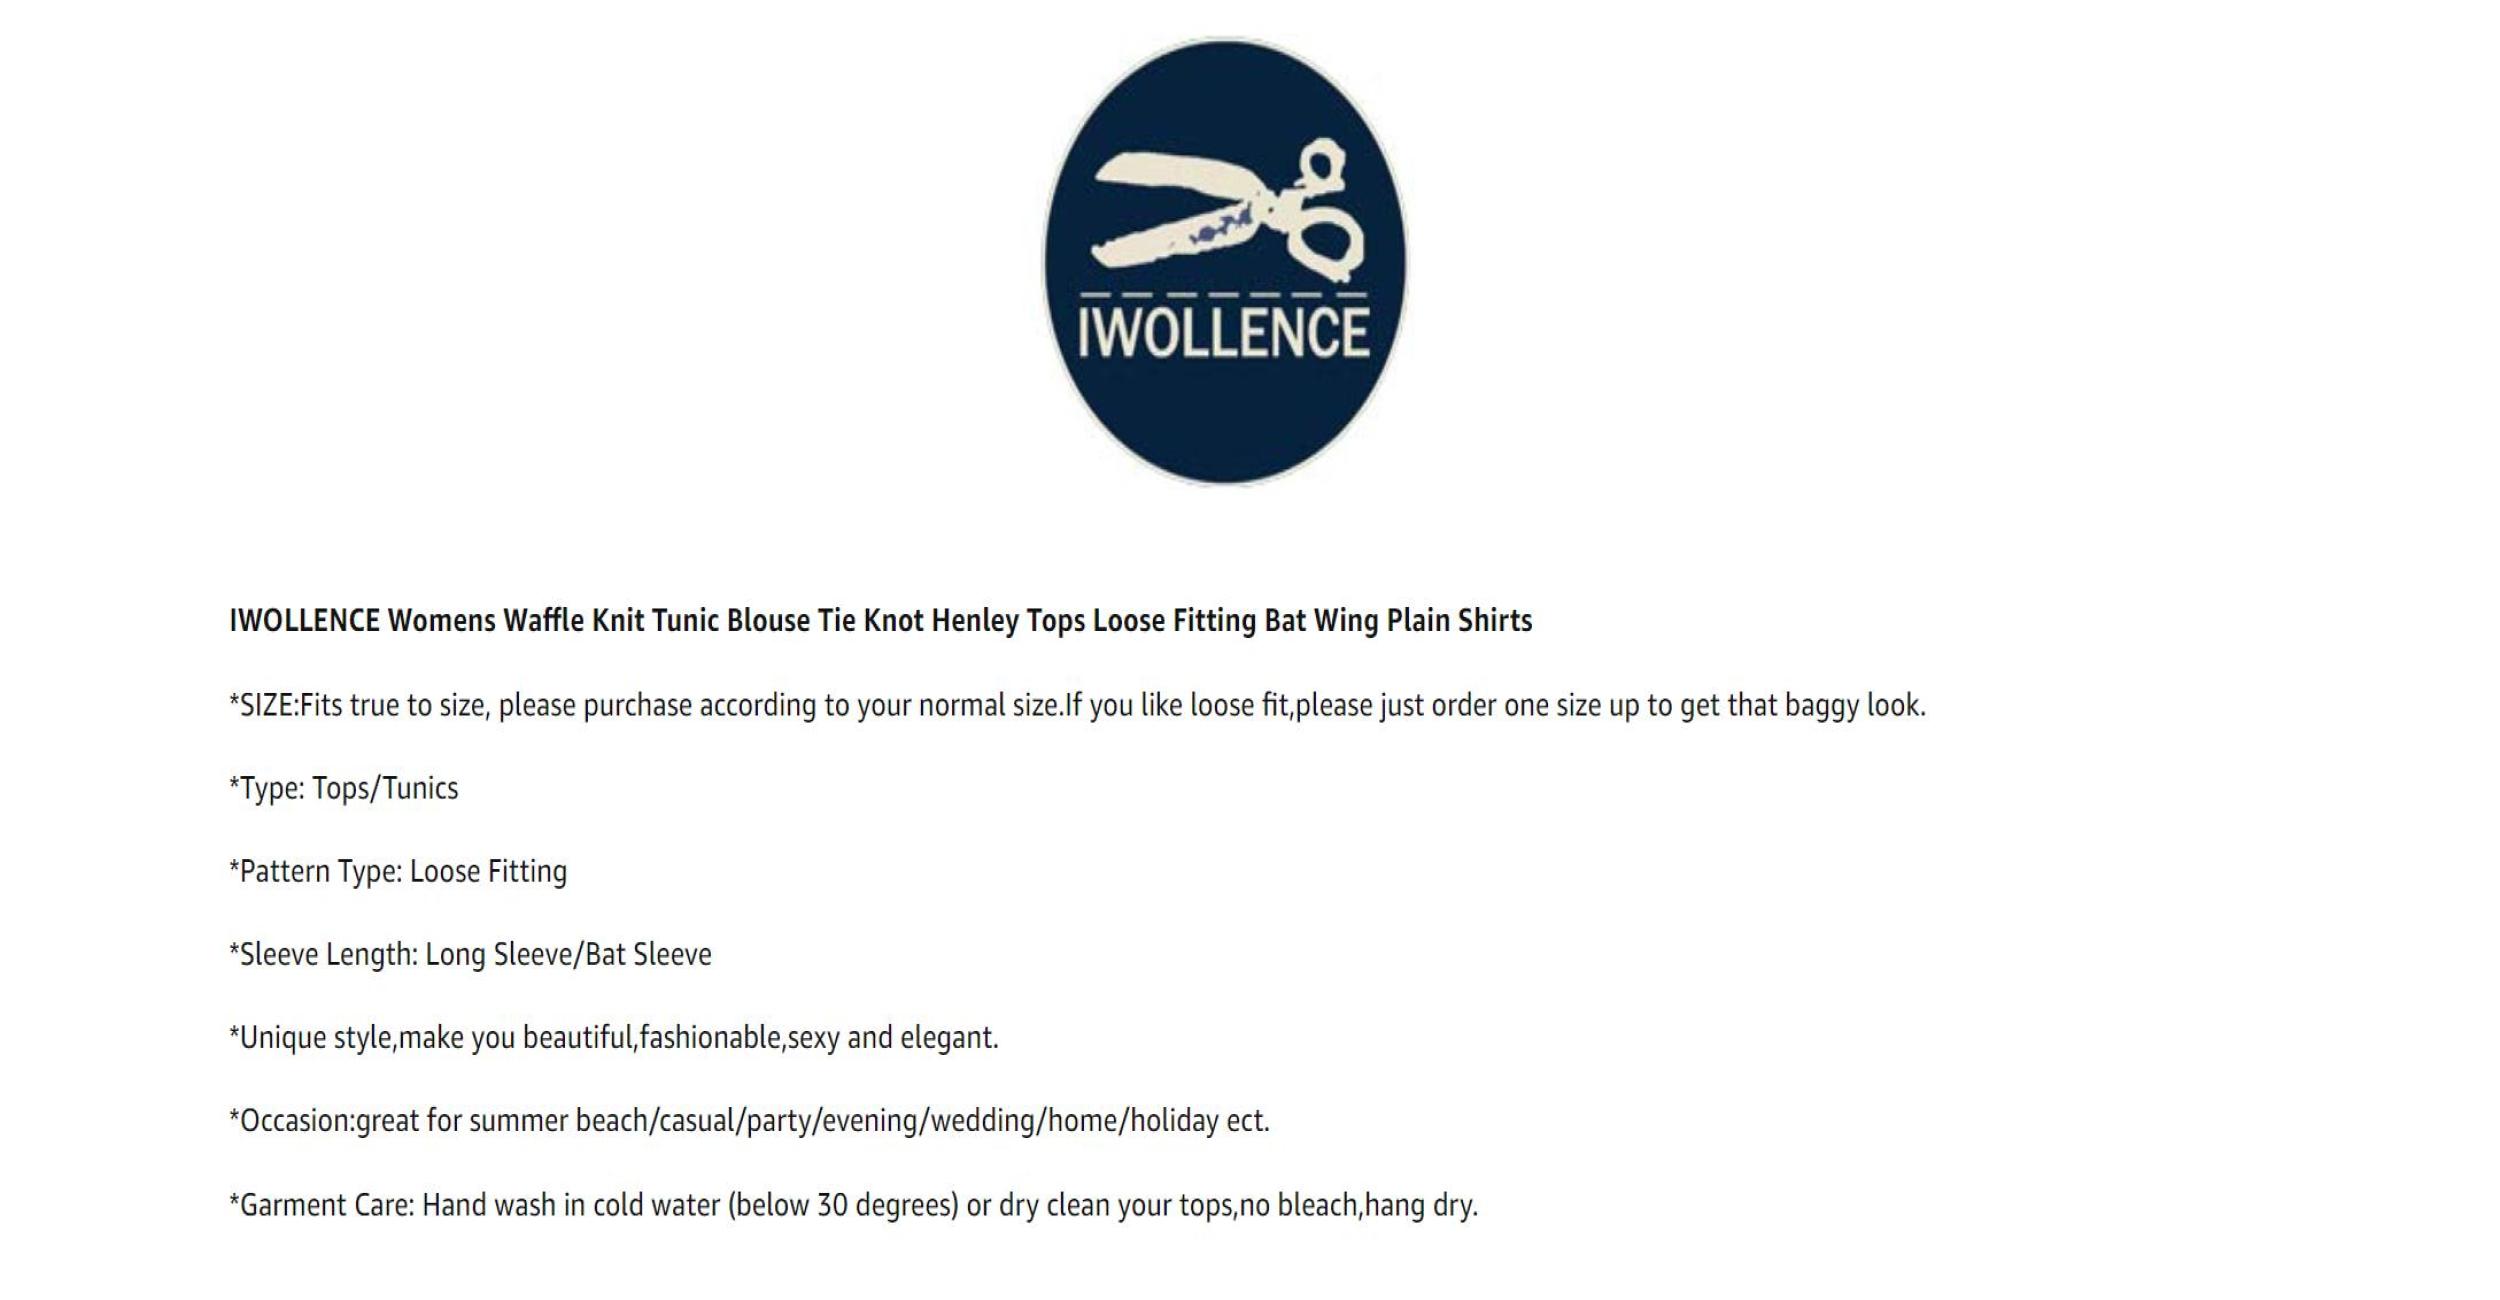 IWOLLENCE
IWOLLENCE Womens Waffle Knit Tunic Blouse Tie Knot Henley Tops Loose Fitting Bat Wing Plain Shirts
*SIZE:Fits true to size, please purchase according to your normal size.If you like loose fit,please just order one size up to get that baggy look.
*Type: Tops/Tunics
*Pattern Type: Loose Fitting
*Sleeve Length: Long Sleeve/Bat Sleeve
*Unique style,make you beautiful,fashionable,sexy and elegant.
*Occasion:great for summer beach/casual/party/evening/wedding/home/holiday ect.
*Garment Care: Hand wash in cold water (below 30 degrees) or dry clean your tops,no bleach,hang dry.